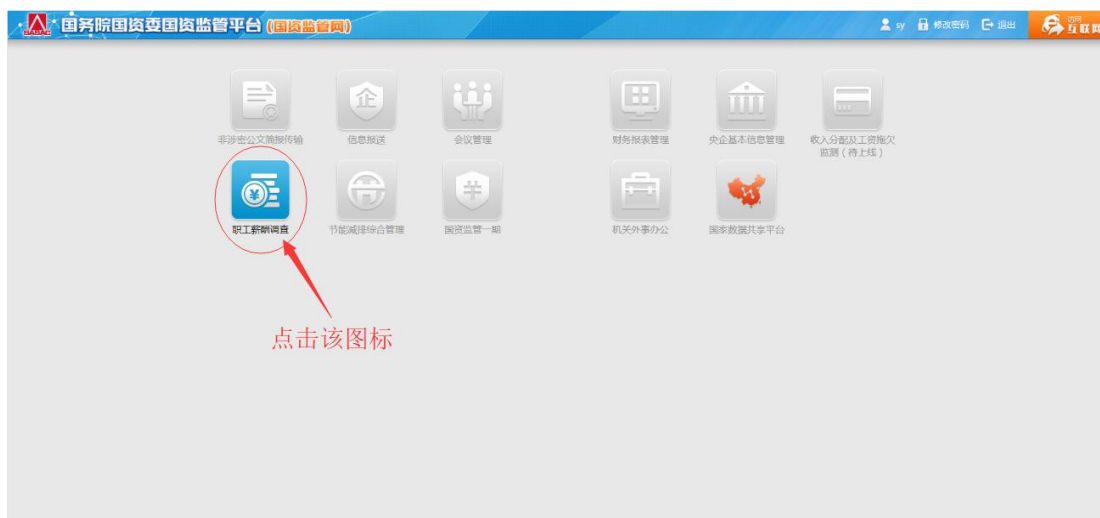 SASAC 国务院国资委国资监管平台 (国资监管网) sy 修改密码 退出 访问
互联网
非涉密公文简报传输 信息报送 会议管理 财务报表管理 央企基本信息管理 收入分配及工资拖欠
监测(待上线)
职工薪酬调查 节能减排综合管理 国资监管一期 机关外事办公 国家数据共享平台
点击该图标